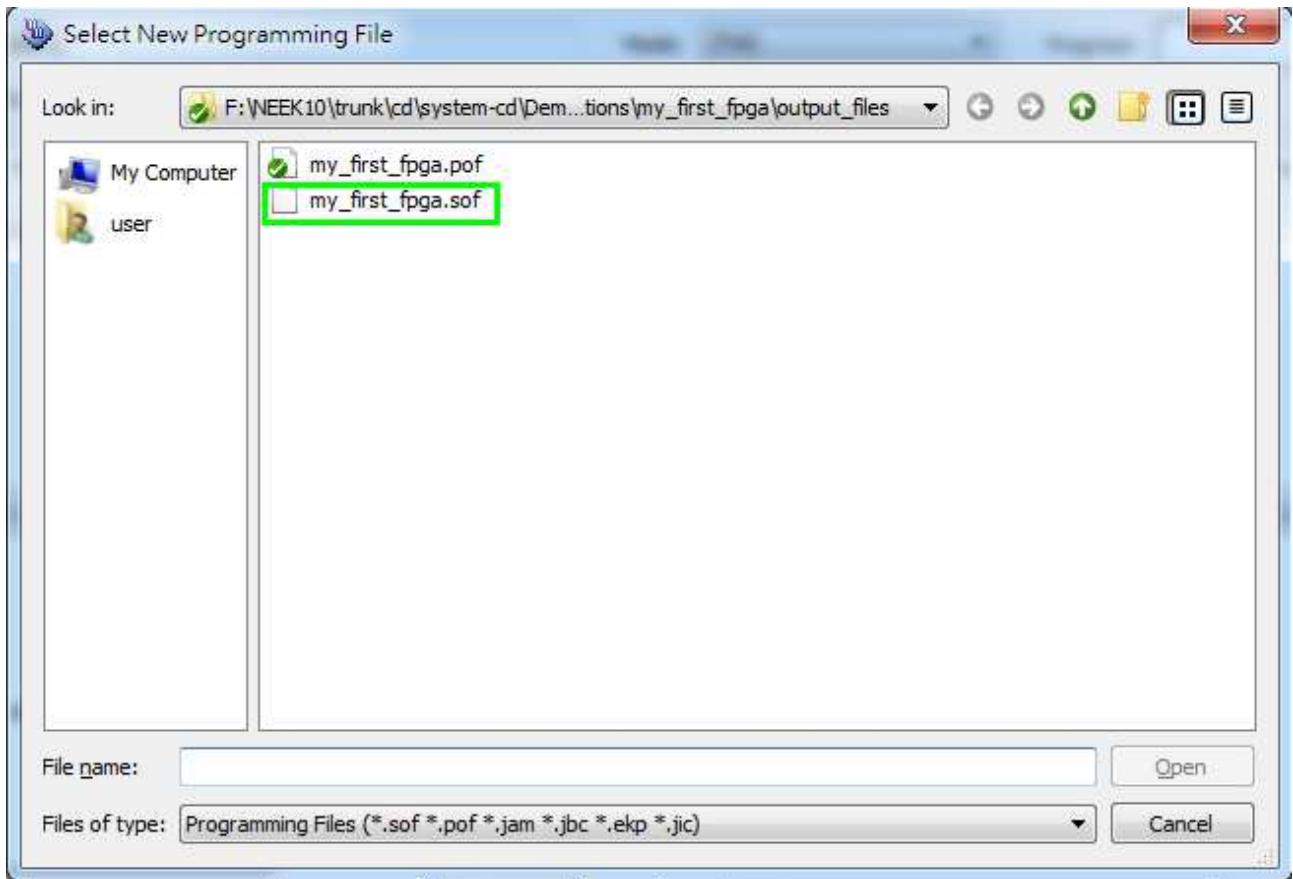 Select New Programming File
Look in:
F:\NEEK10\trunk\cd\system-cd\Dem...tions\my_first_fpga\output_files
My Computer
user
my_first_fpga.pof
my_first_fpga.sof
File name:
Open
Files of type:
Programming Files (*.sof *.pof *.jam *.jbc *.ekp *.jic)
Cancel